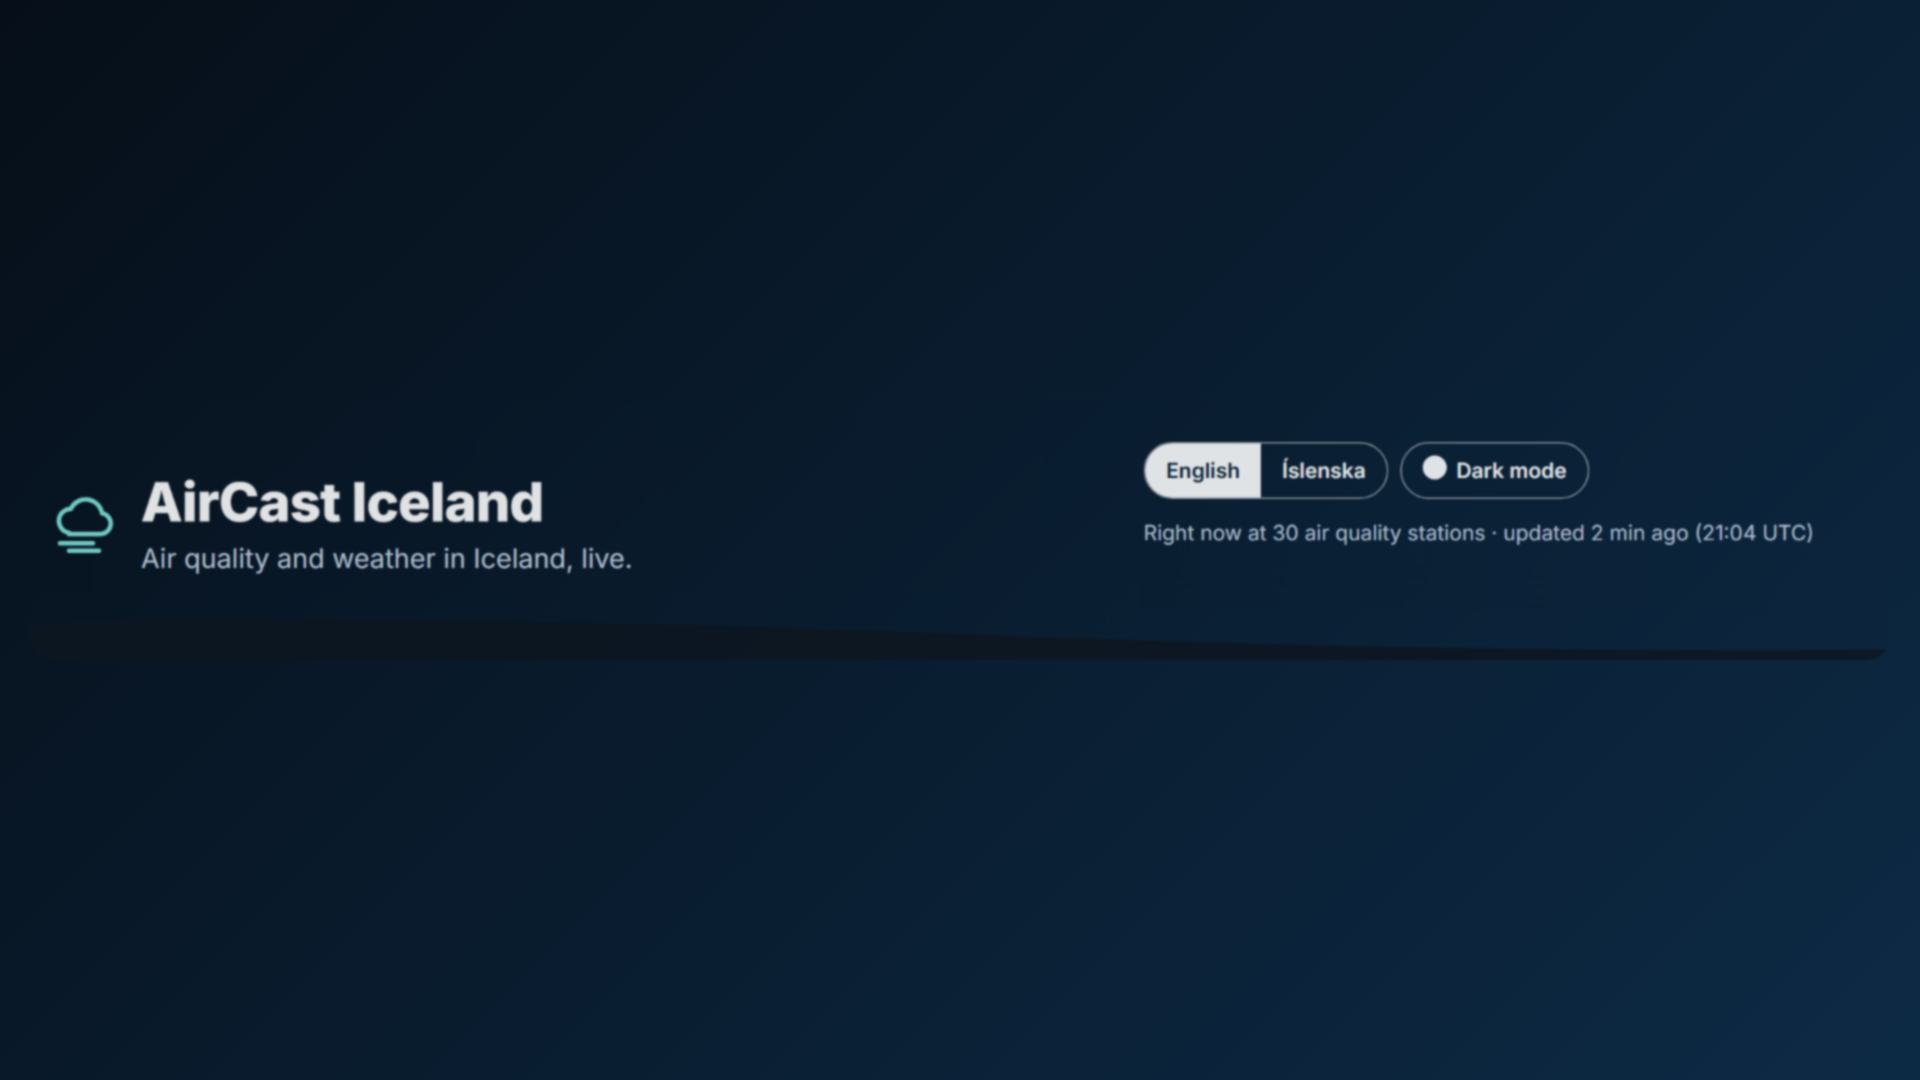 AirCast Iceland
Air quality and weather in Iceland, live.
English
Íslenska
Dark mode
Right now at 30 air quality stations · updated 2 min ago (21:04 UTC)